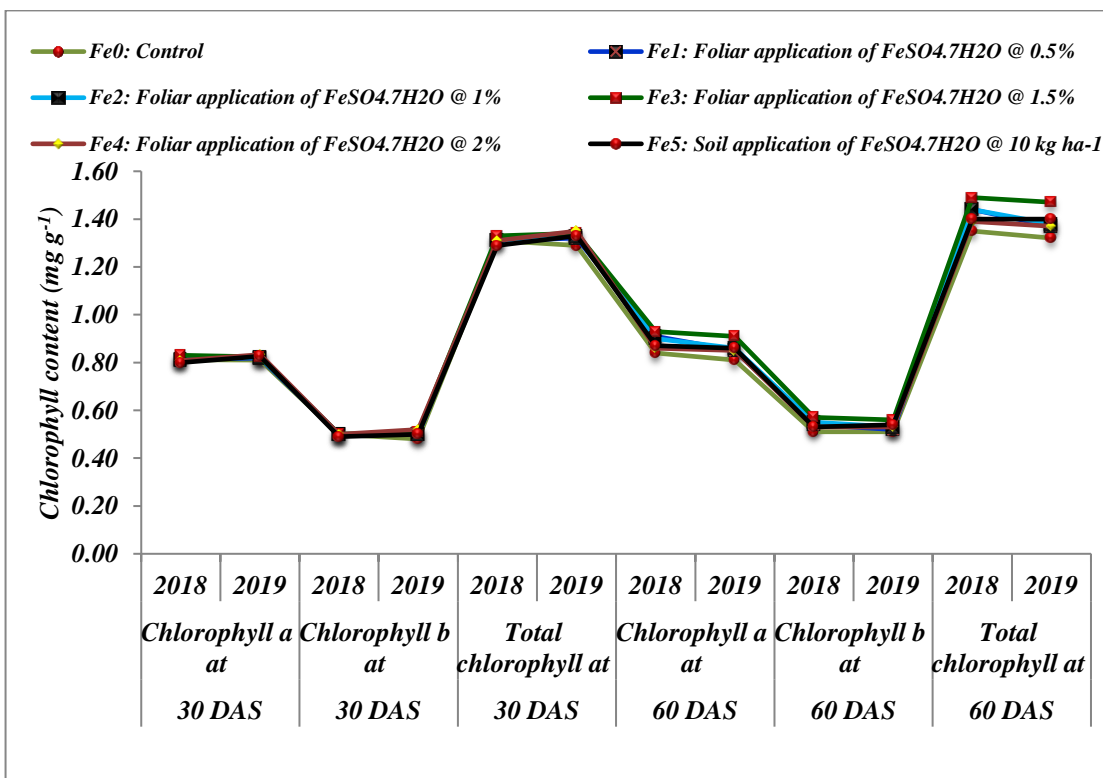 Fe0: Control
Fe1: Foliar application of FeSO4.7H2O @ 0.5%
Fe2: Foliar application of FeSO4.7H2O @ 1%
Fe3: Foliar application of FeSO4.7H2O @ 1.5%
Fe4: Foliar application of FeSO4.7H2O @ 2%
Fe5: Soil application of FeSO4.7H2O @ 10 kg ha-1
Chlorophyll content (mg g⁻¹)
1.60
1.40
1.20
1.00
0.80
0.60
0.40
0.20
0.00
2018 2019 2018 2019 2018 2019 2018 2019 2018 2019 2018 2019
Chlorophyll a Chlorophyll b Total Chlorophyll a Chlorophyll b Total
at at chlorophyll at at at chlorophyll at
30 DAS 30 DAS 30 DAS 60 DAS 60 DAS 60 DAS